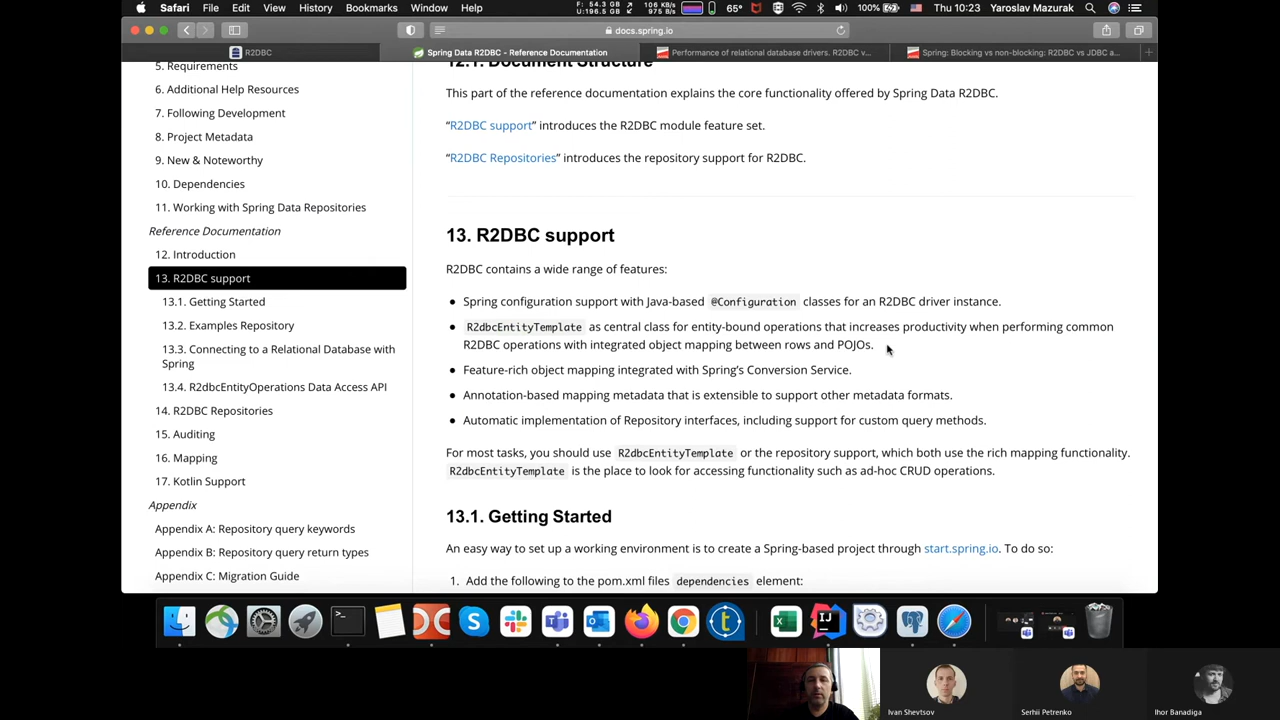 Safari File Edit View History Bookmarks Window Help
F: 54.3 GB
U: 196.5 GB
106 KB/s
975 B/s
65° 100% Thu 10:23 Yaroslav Mazurak
docs.spring.io
R2DBC
Spring Data R2DBC - Reference Documentation
Performance of relational database drivers. R2DBC v...
Spring: Blocking vs non-blocking: R2DBC vs JDBC a...
5. Requirements
6. Additional Help Resources
7. Following Development
8. Project Metadata
9. New & Noteworthy
10. Dependencies
11. Working with Spring Data Repositories
Reference Documentation
12. Introduction
13. R2DBC support
13.1. Getting Started
13.2. Examples Repository
13.3. Connecting to a Relational Database with
Spring
13.4. R2dbcEntityOperations Data Access API
14. R2DBC Repositories
15. Auditing
16. Mapping
17. Kotlin Support
Appendix
Appendix A: Repository query keywords
Appendix B: Repository query return types
Appendix C: Migration Guide
12.1. Document Structure
This part of the reference documentation explains the core functionality offered by Spring Data R2DBC.
“R2DBC support” introduces the R2DBC module feature set.
“R2DBC Repositories” introduces the repository support for R2DBC.
13. R2DBC support
R2DBC contains a wide range of features:
• Spring configuration support with Java-based @Configuration classes for an R2DBC driver instance.
• R2dbcEntityTemplate as central class for entity-bound operations that increases productivity when performing common
R2DBC operations with integrated object mapping between rows and POJOs.
• Feature-rich object mapping integrated with Spring’s Conversion Service.
• Annotation-based mapping metadata that is extensible to support other metadata formats.
• Automatic implementation of Repository interfaces, including support for custom query methods.
For most tasks, you should use R2dbcEntityTemplate or the repository support, which both use the rich mapping functionality.
R2dbcEntityTemplate is the place to look for accessing functionality such as ad-hoc CRUD operations.
13.1. Getting Started
An easy way to set up a working environment is to create a Spring-based project through start.spring.io. To do so:
1. Add the following to the pom.xml files dependencies element:
Ivan Shevtsov
Serhii Petrenko
Ihor Banadiga